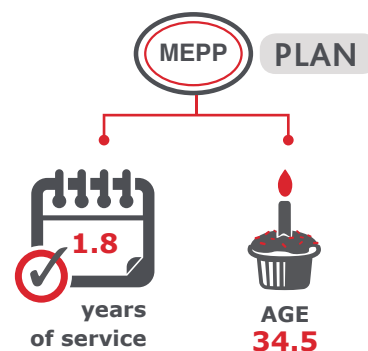 MEPP PLAN
1.8
years
of service
AGE
34.5